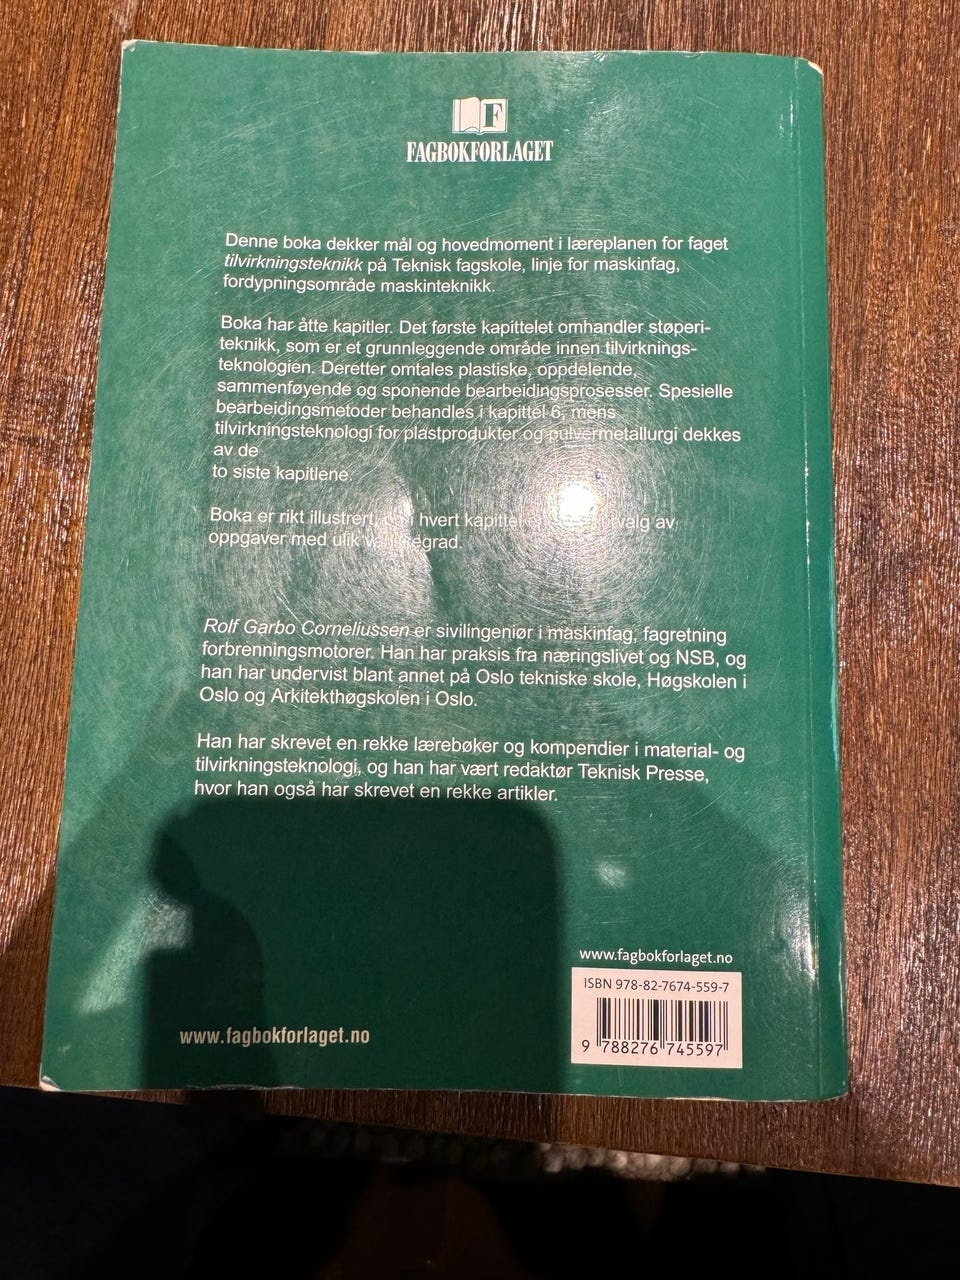 F
FAGBOKFORLAGET
Denne boka dekker mål og hovedmoment i læreplanen for faget
tilvirkningsteknikk på Teknisk fagskole, linje for maskinfag,
fordypningsområde maskinteknikk.
Boka har åtte kapitler. Det første kapittelet omhandler støperi-
teknikk, som er et grunnleggende område innen tilvirknings-
teknologien. Deretter omtales plastiske, oppdelende,
sammenføyende og sponende bearbeidingsprosesser. Spesielle
bearbeidingsmetoder behandles i kapittel 6, mens
tilvirkningsteknologi for plastprodukter og pulvermetallurgi dekkes
av de
to siste kapitlene.
Boka er rikt illustrert, i hvert kapittel av
oppgaver med ulik
Rolf Garbo Corneliussen er sivilingeniør i maskinfag, fagretning
forbrenningsmotorer. Han har praksis fra næringslivet og NSB, og
han har undervist blant annet på Oslo tekniske skole, Høgskolen i
Oslo og Arkitekthøgskolen i Oslo.
Han har skrevet en rekke lærebøker og kompendier i material- og
tilvirkningsteknologi, og han har vært redaktør Teknisk Presse,
hvor han også har skrevet en rekke artikler.
www.fagbokforlaget.no
ISBN 978-82-7674-559-7
9 788276 745597
www.fagbokforlaget.no